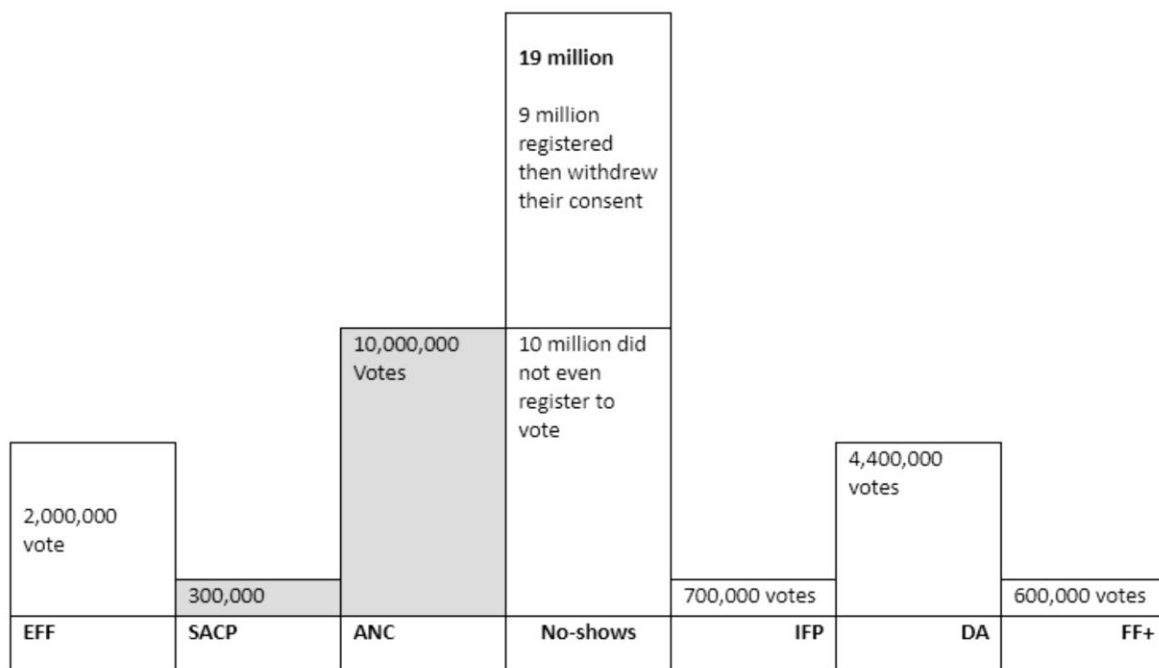 19 million
9 million
registered
then withdrew
their consent
10,000,000
Votes
10 million did
not even
register to
vote
4,400,000
votes
2,000,000
vote
300,000
700,000 votes
600,000 votes
EFF
SACP
ANC
No-shows
IFP
DA
FF+